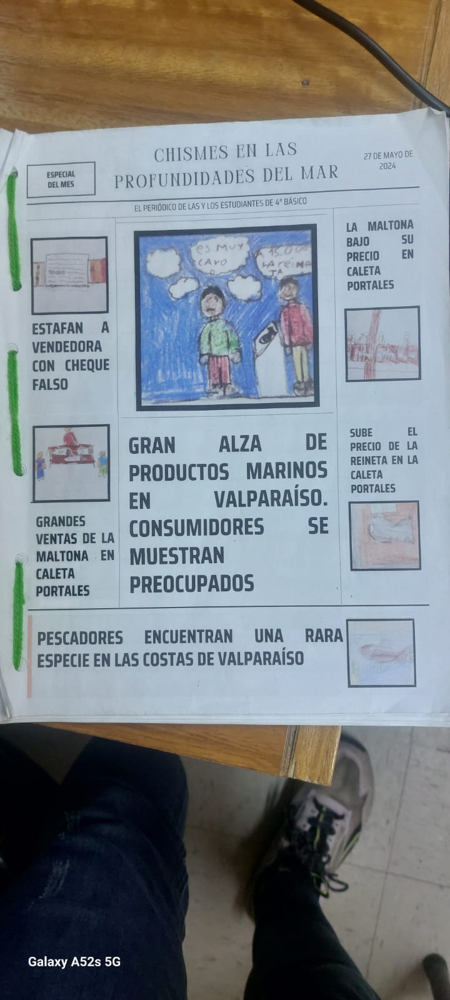 ESPECIAL
DEL MES
CHISMES EN LAS
PROFUNDIDADES DEL MAR
27 DE MAYO DE
2024
EL PERIÓDICO DE LAS Y LOS ESTUDIANTES DE 4° BÁSICO
ESTAFAN A
VENDEDORA
CON CHEQUE
FALSO
GRANDES
VENTAS DE LA
MALTONA EN
CALETA
PORTALES
es MUY
CARO
A 15.000
LA reine
TA
GRAN ALZA DE
PRODUCTOS MARINOS
EN VALPARAÍSO.
CONSUMIDORES SE
MUESTRAN
PREOCUPADOS
LA MALTONA
BAJO SU
PRECIO EN
CALETA
PORTALES
SUBE EL
PRECIO DE LA
REINETA EN LA
CALETA
PORTALES
PESCADORES ENCUENTRAN UNA RARA
ESPECIE EN LAS COSTAS DE VALPARAÍSO
Galaxy A52s 5G